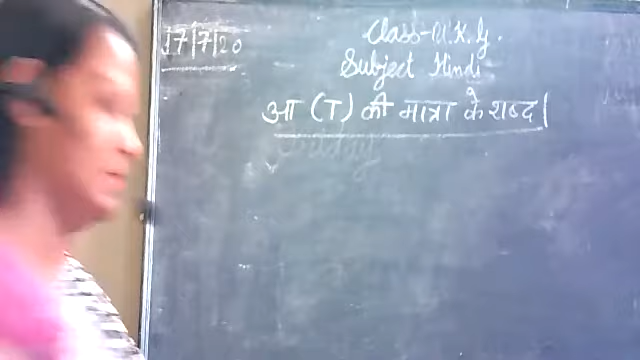 17/7/20
Class-U.K.G.
Subject Hindi
आ (ा) की मात्रा के शब्द।